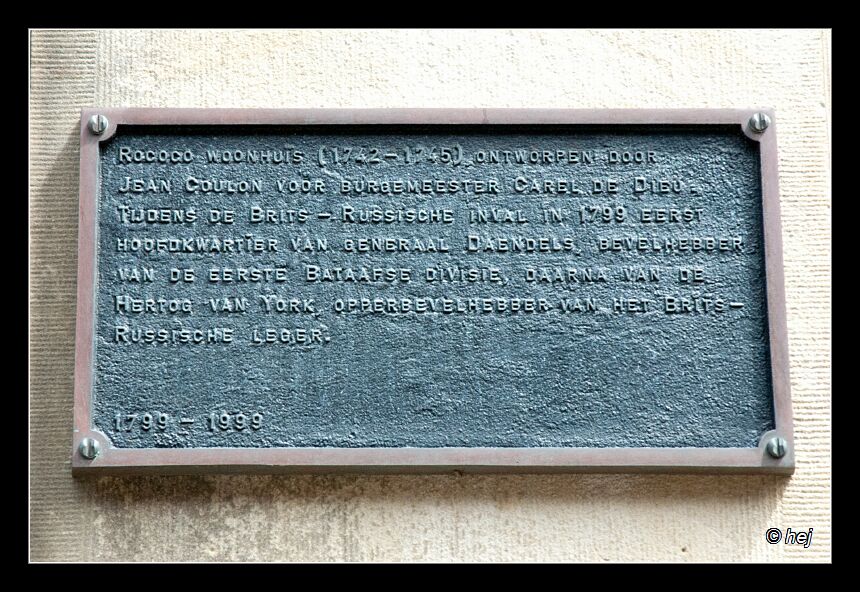 Rococo woonhuis (1742-1745) ontworpen door
Jean Coulon voor burgemeester Carel de Dieu.
Tijdens de Brits - Russische inval in 1799 eerst
hoofdkwartier van generaal Daendels, bevelhebber
van de eerste Bataafse divisie, daarna van de
Hertog van York, opperbevelhebber van het Brits-
Russische leger.
1799 - 1999
© hej